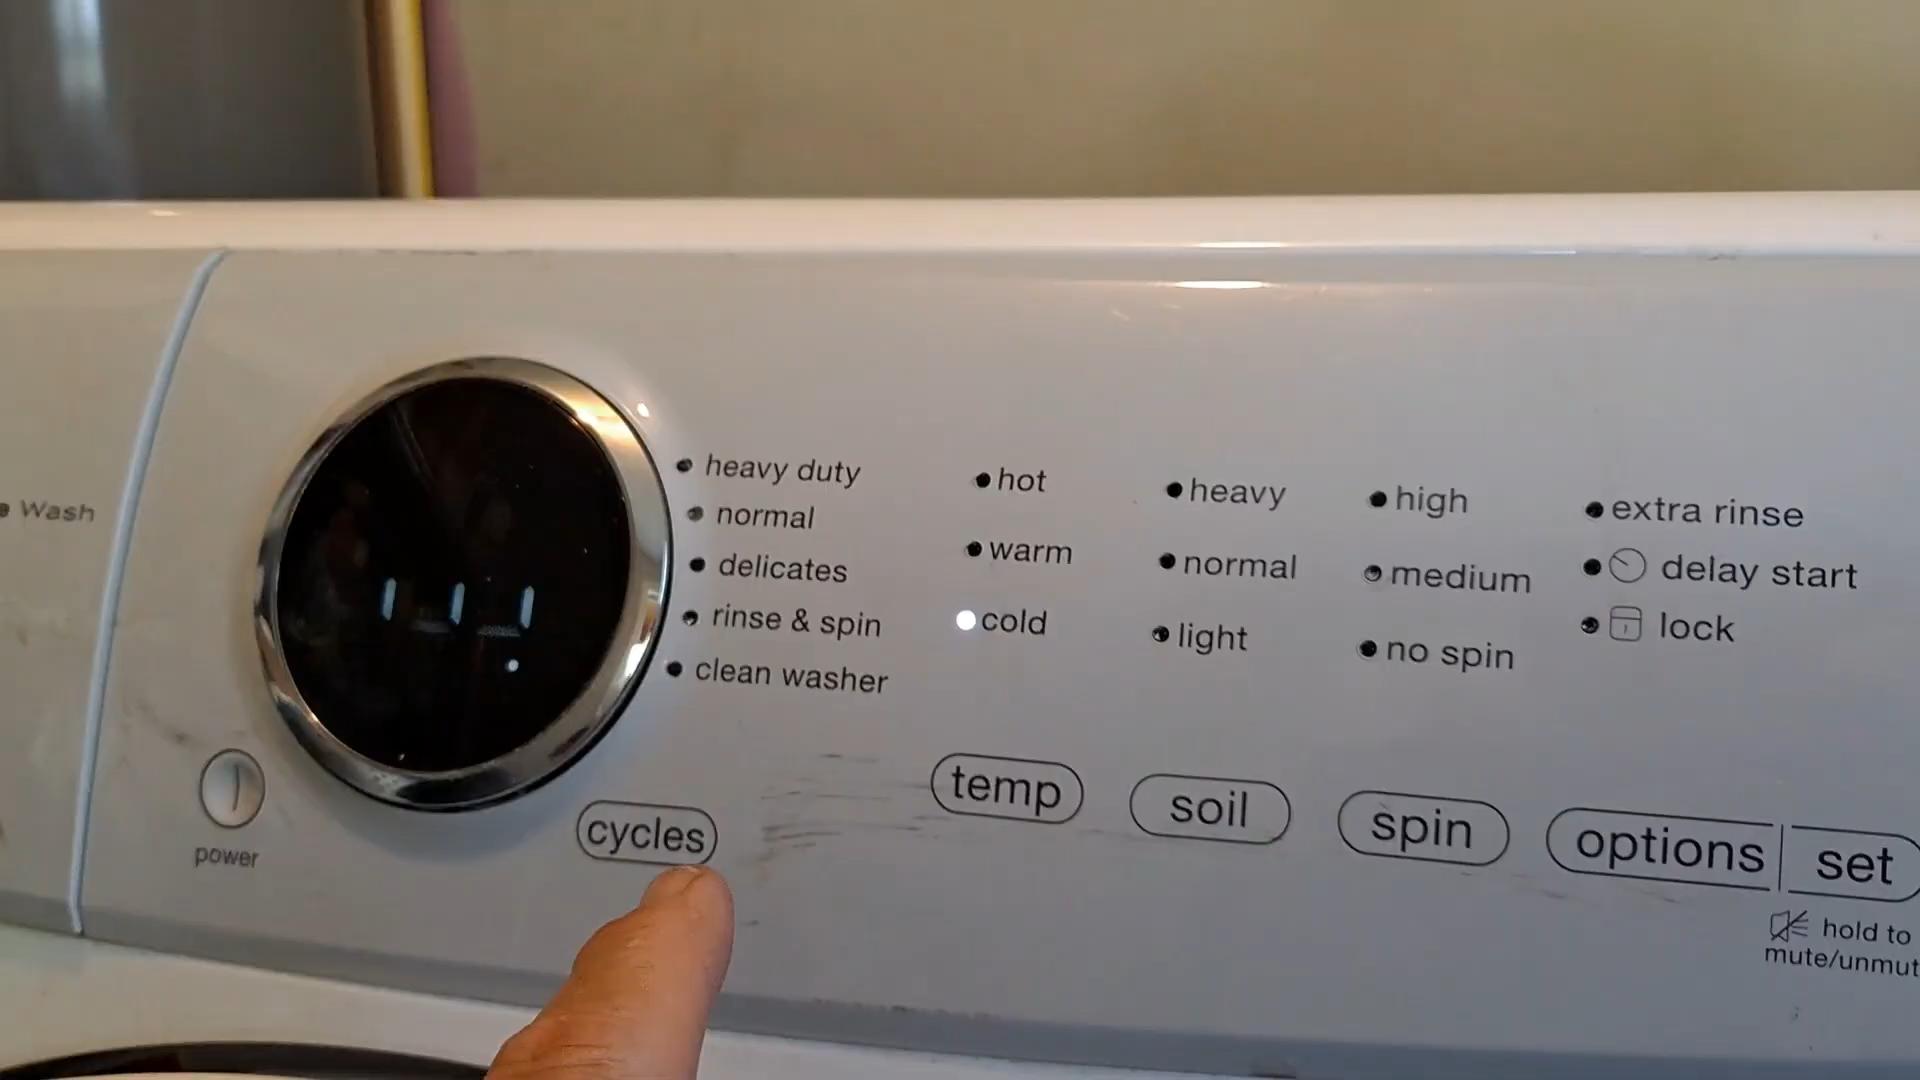 Wash
heavy duty
normal
delicates
rinse & spin
clean washer
hot
warm
cold
heavy
normal
light
high
medium
no spin
extra rinse
delay start
lock
power
cycles
temp
soil
spin
options
set
hold to
mute/unmut